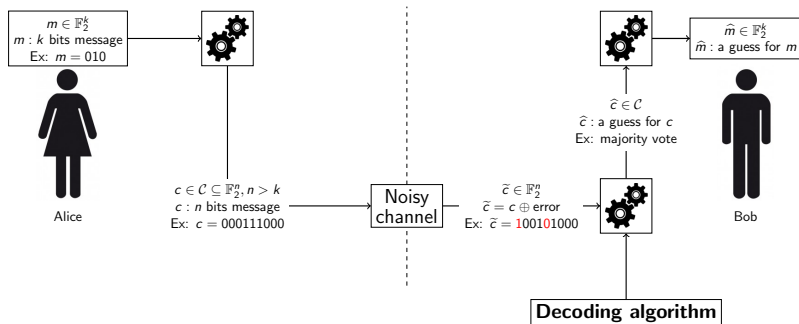 m ∈ 𝔽₂ᵏ
m : k bits message
Ex: m = 010
Alice
c ∈ 𝒞 ⊆ 𝔽₂ⁿ, n > k
c : n bits message
Ex: c = 000111000
Noisy
channel
c̃ ∈ 𝔽₂ⁿ
c̃ = c ⊕ error
Ex: c̃ = 100101000
Decoding algorithm
ĉ ∈ 𝒞
ĉ : a guess for c
Ex: majority vote
m̂ ∈ 𝔽₂ᵏ
m̂ : a guess for m
Bob